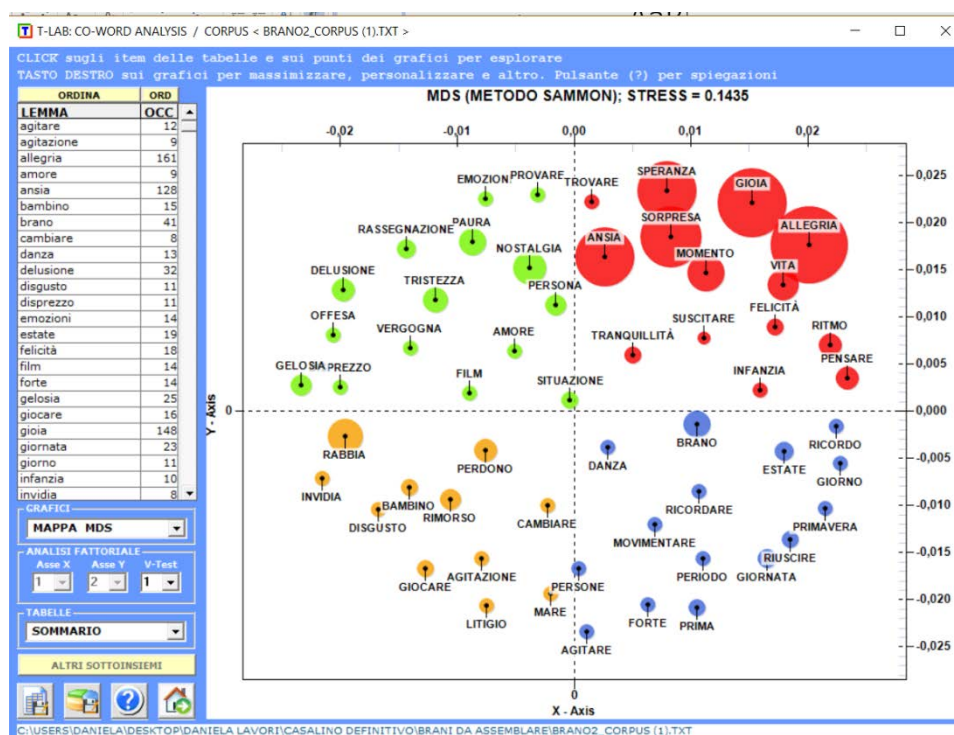 T-LAB: CO-WORD ANALYSIS / CORPUS < BRANO2_CORPUS (1).TXT >
CLICK sugli item delle tabelle e sui punti dei grafici per esplorare
TASTO DESTRO sui grafici per massimizzare, personalizzare e altro. Pulsante (?) per spiegazioni
ORDINA ORD
LEMMA OCC
agitare 12
agitazione 9
allegria 161
amore 9
ansia 128
bambino 15
brano 41
cambiare 8
danza 13
delusione 32
disgusto 11
disprezzo 11
emozioni 14
estate 19
felicità 18
film 14
forte 14
gelosia 25
giocare 16
gioia 148
giornata 23
giorno 11
infanzia 10
invidia 8
GRAFICI
MAPPA MDS
ANALISI FATTORIALE
Asse X Asse Y V-Test
1 2 1
TABELLE
SOMMARIO
ALTRI SOTTOINSIEMI
MDS (METODO SAMMON); STRESS = 0.1435
-0,02 -0,01 0,00 0,01 0,02
EMOZION PROVARE TROVARE SPERANZA GIOIA
0,025
RASSEGNAZIONE PAURA SORPRESA ALLEGRIA
0,020
NOSTALGIA ANSIA MOMENTO
DELUSIONE TRISTEZZA PERSONA VITA
0,015
OFFESA VERGOGNA AMORE TRANQUILLITÀ SUSCITARE FELICITÀ RITMO
0,010
GELOSIA PREZZO FILM SITUAZIONE INFANZIA PENSARE
0,005
0 0,000
Y - Axis
RABBIA PERDONO DANZA BRANO ESTATE RICORDO
-0,005
INVIDIA BAMBINO RIMORSO RICORDARE GIORNO
DISGUSTO CAMBIARE MOVIMENTARE PRIMAVERA
-0,010
GIOCARE AGITAZIONE PERSONE PERIODO GIORNATA RIUSCIRE
-0,015
LITIGIO MARE FORTE PRIMA
-0,020
AGITARE
-0,025
0
X - Axis
C:\USERS\DANIELA\DESKTOP\DANIELA LAVORI\CASALINO DEFINITIVO\BRANI DA ASSEMBLARE\BRANO2_CORPUS (1).TXT